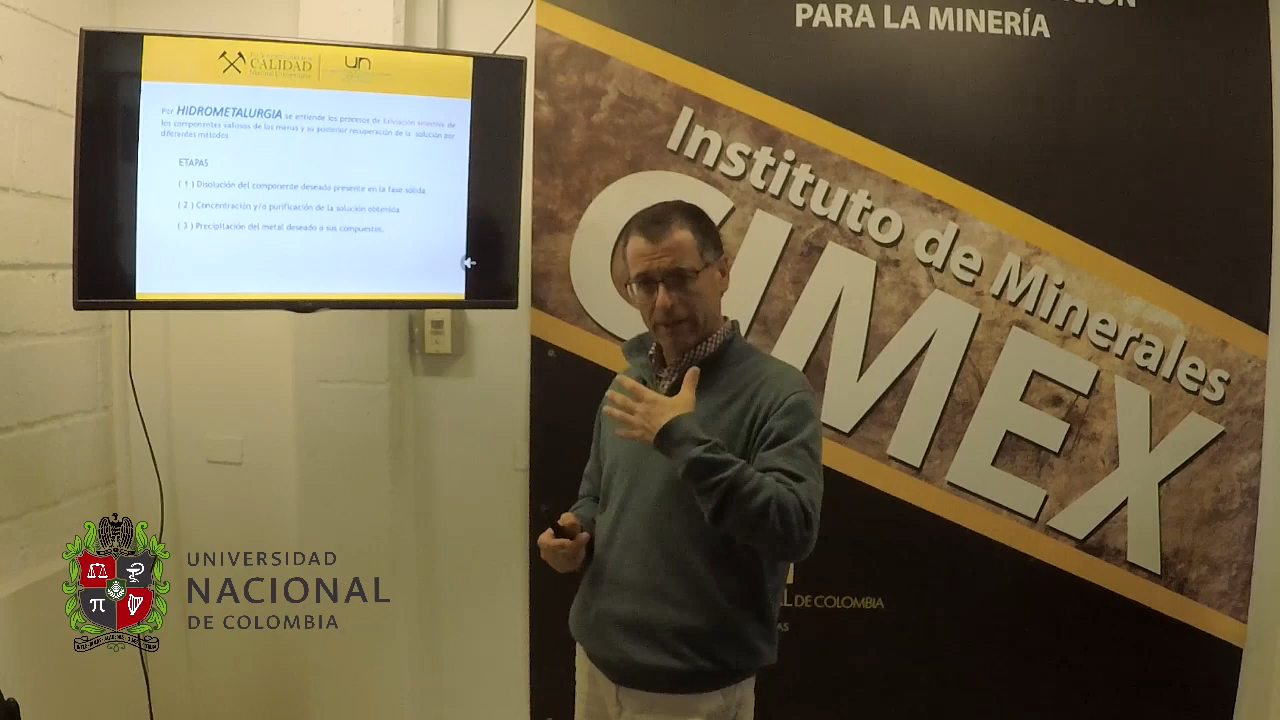 CALIDAD
un
Por HIDROMETALURGIA se entiende los procesos de lixiviación selectiva de
los componentes valiosos de las menas y su posterior recuperación de la solución por
diferentes métodos
ETAPAS
( 1 ) Disolución del componente deseado presente en la fase sólida
( 2 ) Concentración y/o purificación de la solución obtenida
( 3 ) Precipitación del metal deseado a sus compuestos.
PARA LA MINERÍA
Instituto de Minerales
CIMEX
DE COLOMBIA
UNIVERSIDAD
NACIONAL
DE COLOMBIA